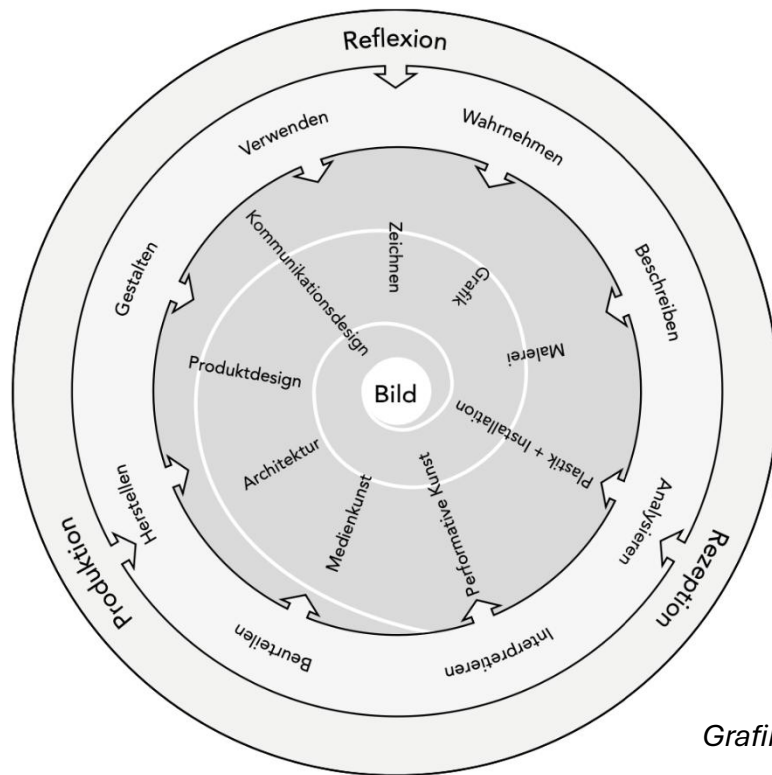 Reflexion
Rezeption
Produktion
Wahrnehmen
Beschreiben
Analysieren
Interpretieren
Beurteilen
Herstellen
Gestalten
Verwenden
Zeichnen
Grafik
Malerei
Plastik + Installation
Performative Kunst
Medienkunst
Architektur
Produktdesign
Kommunikationsdesign
Bild